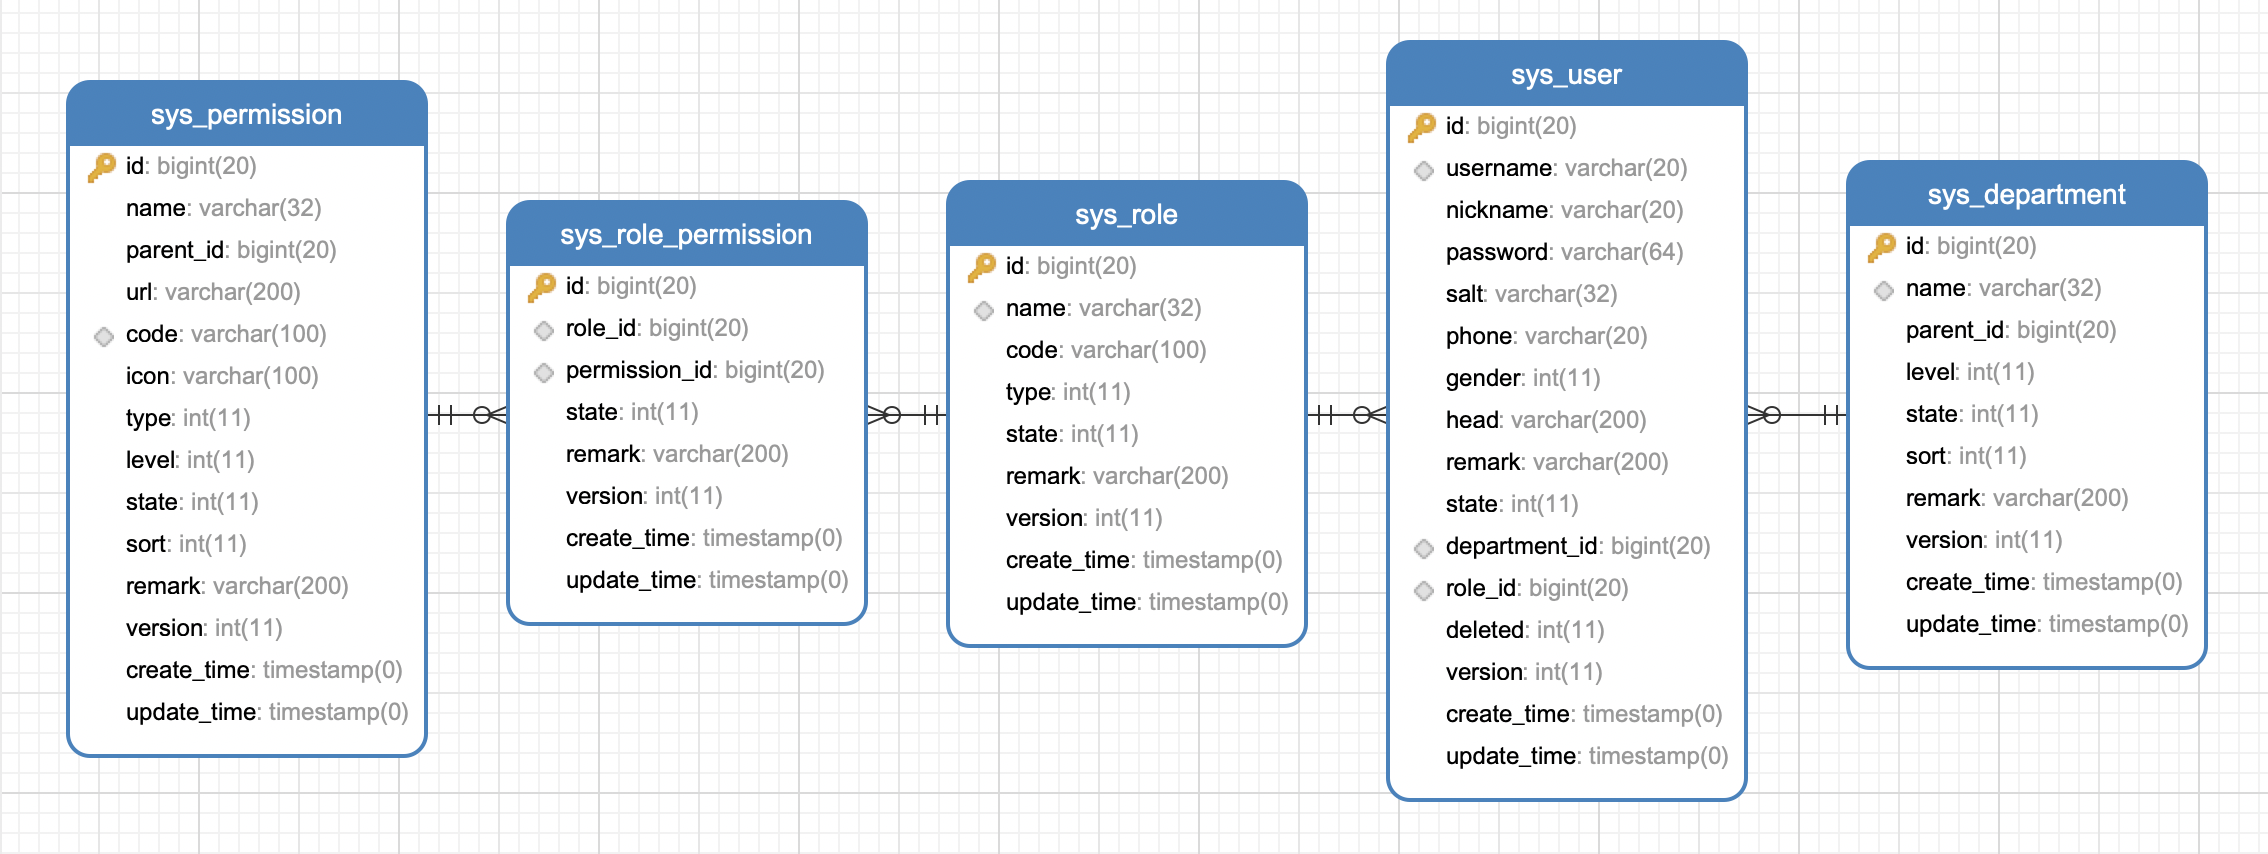 sys_permission
id: bigint(20)
name: varchar(32)
parent_id: bigint(20)
url: varchar(200)
code: varchar(100)
icon: varchar(100)
type: int(11)
level: int(11)
state: int(11)
sort: int(11)
remark: varchar(200)
version: int(11)
create_time: timestamp(0)
update_time: timestamp(0)
sys_role_permission
id: bigint(20)
role_id: bigint(20)
permission_id: bigint(20)
state: int(11)
remark: varchar(200)
version: int(11)
create_time: timestamp(0)
update_time: timestamp(0)
sys_role
id: bigint(20)
name: varchar(32)
code: varchar(100)
type: int(11)
state: int(11)
remark: varchar(200)
version: int(11)
create_time: timestamp(0)
update_time: timestamp(0)
sys_user
id: bigint(20)
username: varchar(20)
nickname: varchar(20)
password: varchar(64)
salt: varchar(32)
phone: varchar(20)
gender: int(11)
head: varchar(200)
remark: varchar(200)
state: int(11)
department_id: bigint(20)
role_id: bigint(20)
deleted: int(11)
version: int(11)
create_time: timestamp(0)
update_time: timestamp(0)
sys_department
id: bigint(20)
name: varchar(32)
parent_id: bigint(20)
level: int(11)
state: int(11)
sort: int(11)
remark: varchar(200)
version: int(11)
create_time: timestamp(0)
update_time: timestamp(0)